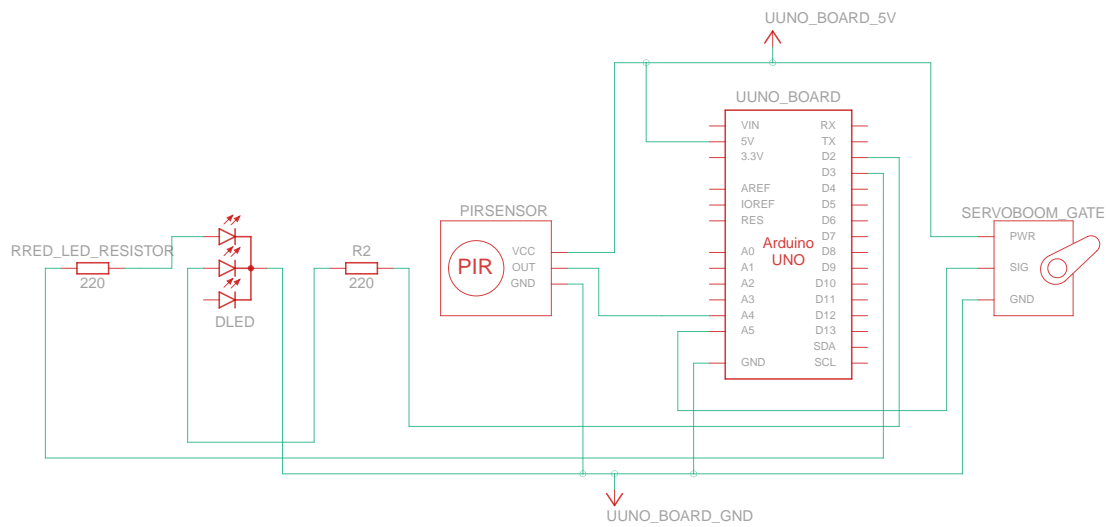 UUNO_BOARD_5V
UUNO_BOARD
VIN
5V
3.3V
AREF
IOREF
RES
A0
A1
A2
A3
A4
A5
GND
RX
TX
D2
D3
D4
D5
D6
D7
D8
D9
D10
D11
D12
D13
SDA
SCL
Arduino
UNO
PIRSENSOR
PIR
VCC
OUT
GND
SERVOBOOM_GATE
PWR
SIG
GND
RRED_LED_RESISTOR
220
DLED
R2
220
UUNO_BOARD_GND